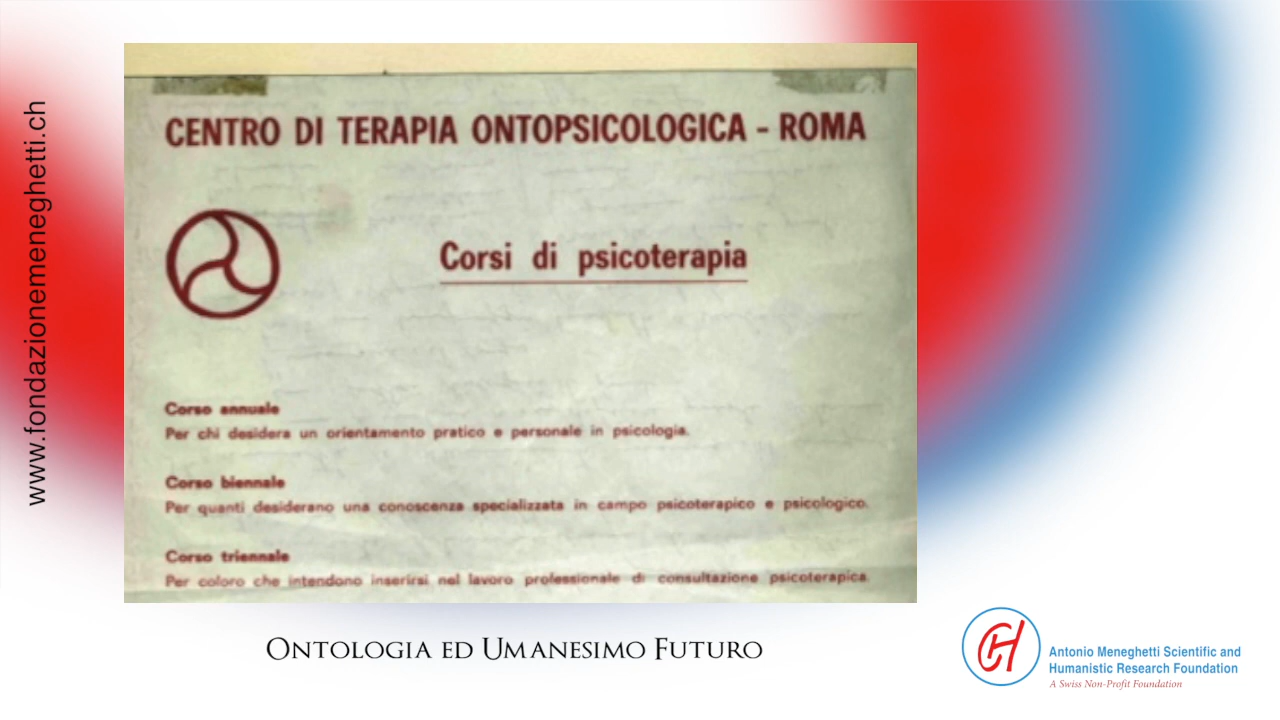 www.fondazionemeneghetti.ch
CENTRO DI TERAPIA ONTOPSICOLOGICA - ROMA
Corsi di psicoterapia
Corso annuale
Per chi desidera un orientamento pratico e personale in psicologia.
Corso biennale
Per quanti desiderano una conoscenza specializzata in campo psicoterapico e psicologico.
Corso triennale
Per coloro che intendono inserirsi nel lavoro professionale di consultazione psicoterapica.
ONTOLOGIA ED UMANESIMO FUTURO
Antonio Meneghetti Scientific and
Humanistic Research Foundation
A Swiss Non-Profit Foundation